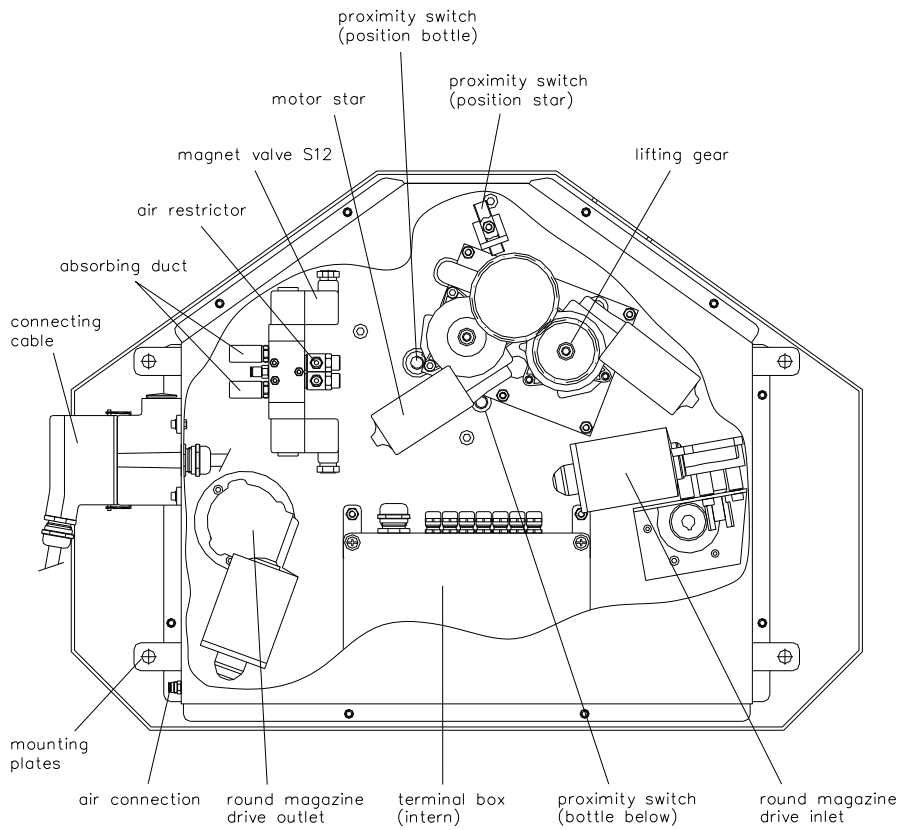 proximity switch
(position bottle)
proximity switch
(position star)
motor star
magnet valve S12
lifting gear
air restrictor
absorbing duct
connecting
cable
mounting
plates
air connection
round magazine
drive outlet
terminal box
(intern)
proximity switch
(bottle below)
round magazine
drive inlet